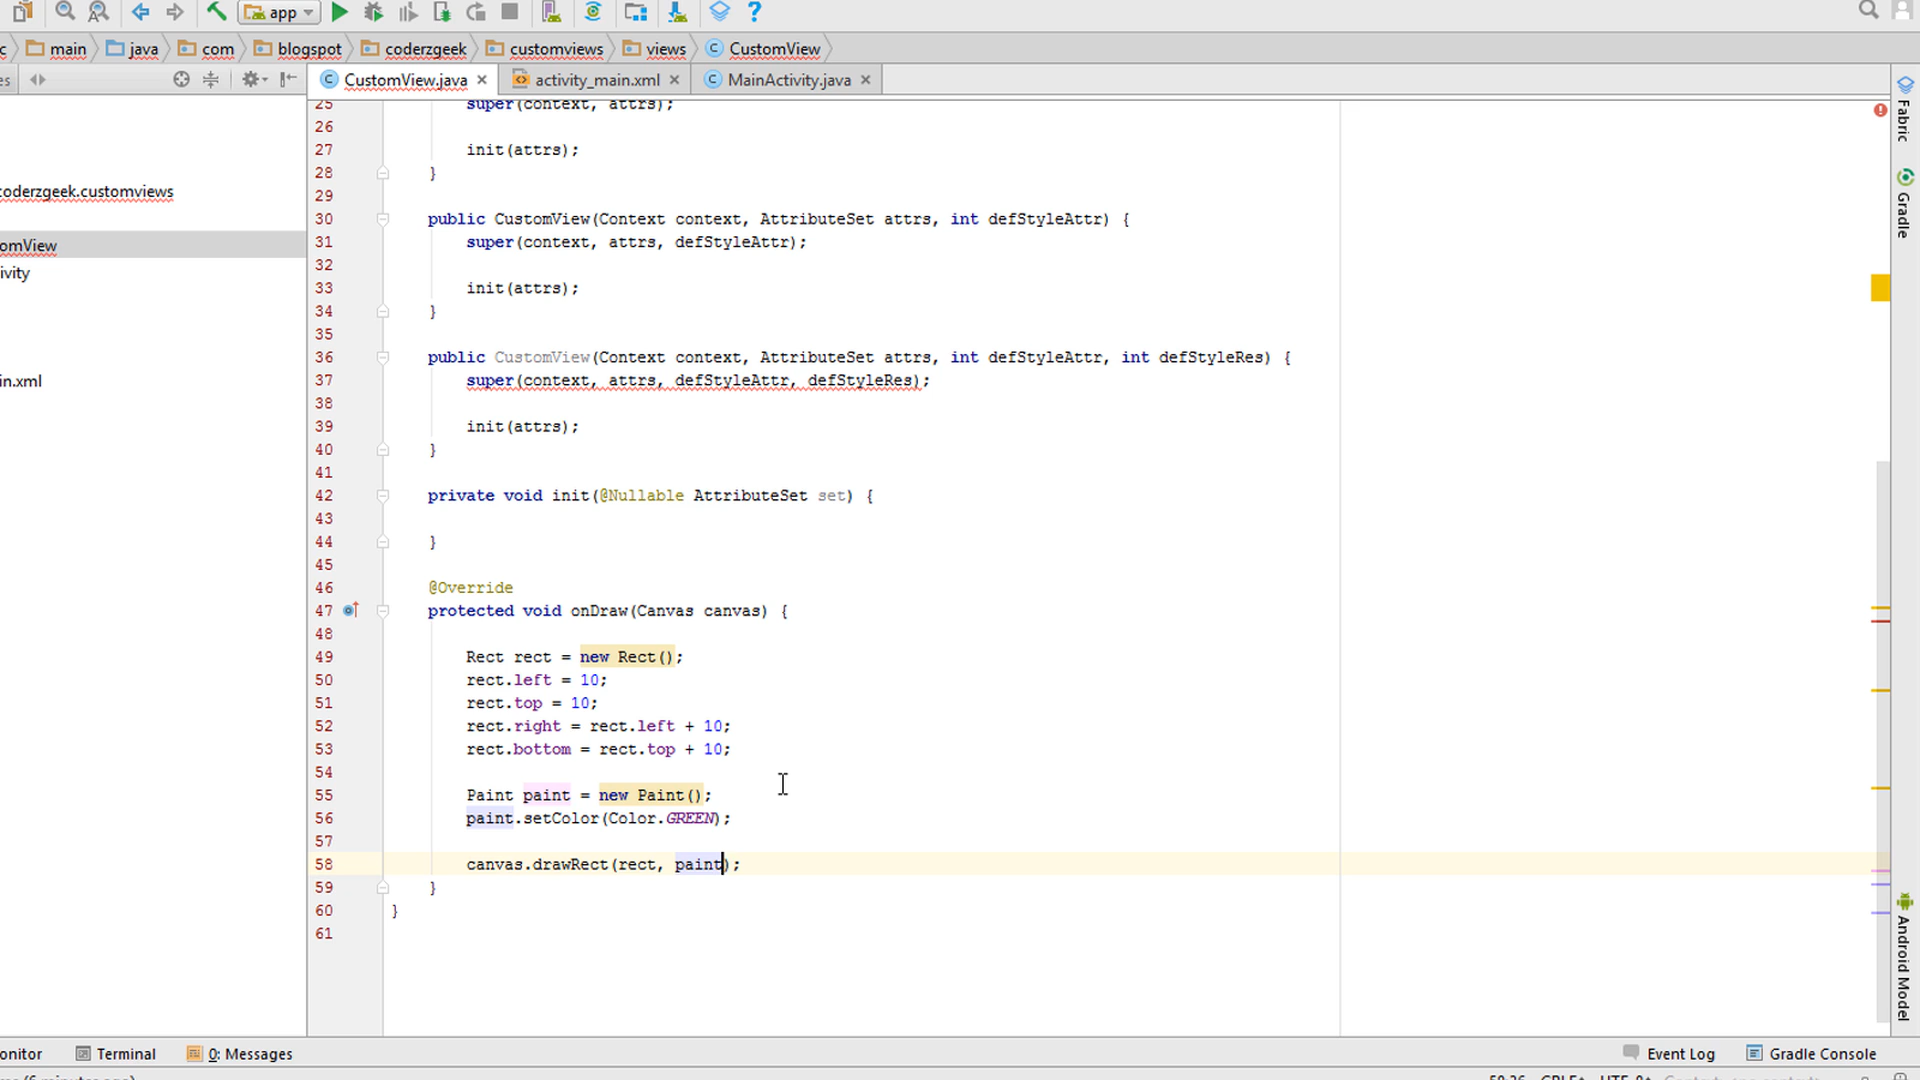 app
c main java com blogspot coderzgeek customviews views CustomView
es CustomView.java activity_main.xml MainActivity.java
coderzgeek.customviews
omView
ivity
in.xml
25 super(context, attrs);
26
27 init(attrs);
28 }
29
30 public CustomView(Context context, AttributeSet attrs, int defStyleAttr) {
31 super(context, attrs, defStyleAttr);
32
33 init(attrs);
34 }
35
36 public CustomView(Context context, AttributeSet attrs, int defStyleAttr, int defStyleRes) {
37 super(context, attrs, defStyleAttr, defStyleRes);
38
39 init(attrs);
40 }
41
42 private void init(@Nullable AttributeSet set) {
43
44 }
45
46 @Override
47 protected void onDraw(Canvas canvas) {
48
49 Rect rect = new Rect();
50 rect.left = 10;
51 rect.top = 10;
52 rect.right = rect.left + 10;
53 rect.bottom = rect.top + 10;
54
55 Paint paint = new Paint();
56 paint.setColor(Color.GREEN);
57
58 canvas.drawRect(rect, paint);
59 }
60 }
61
Fabric
Gradle
Android Model
onitor Terminal 0: Messages Event Log Gradle Console